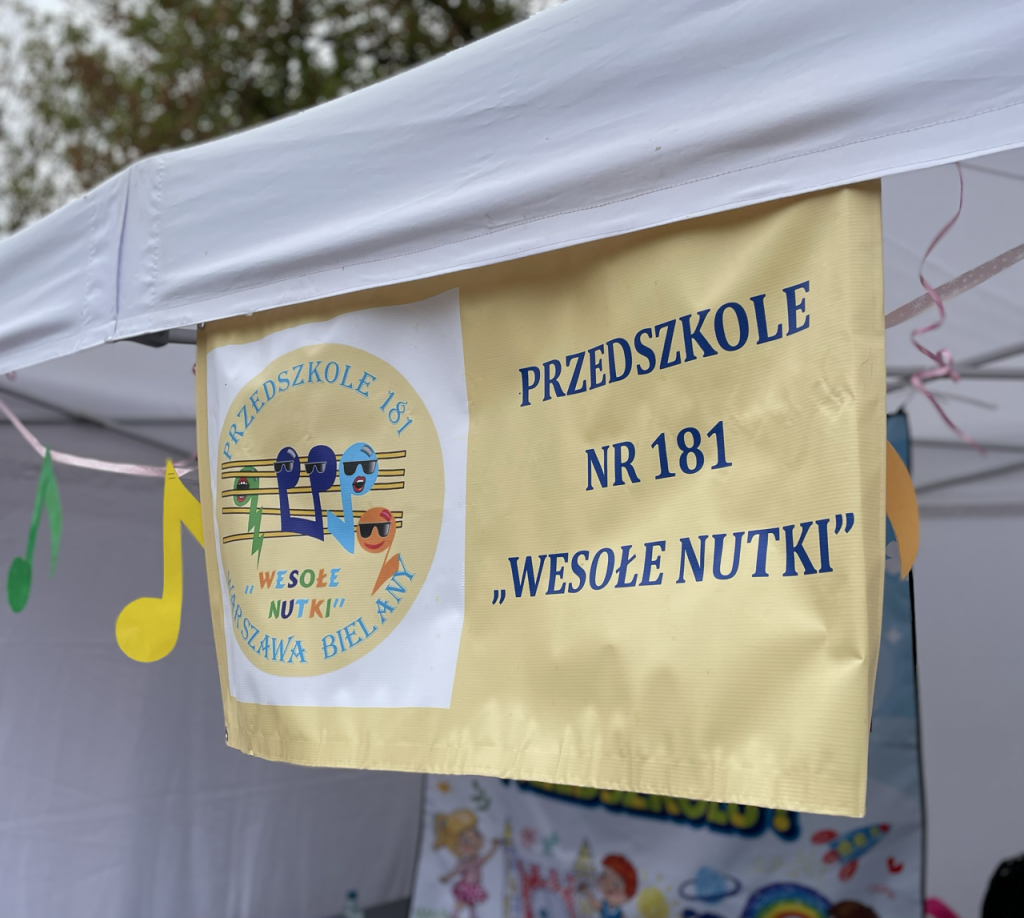 PRZEDSZKOLE 181
„WESOŁE
NUTKI”
WARSZAWA BIELANY
PRZEDSZKOLE
NR 181
„WESOŁE NUTKI”